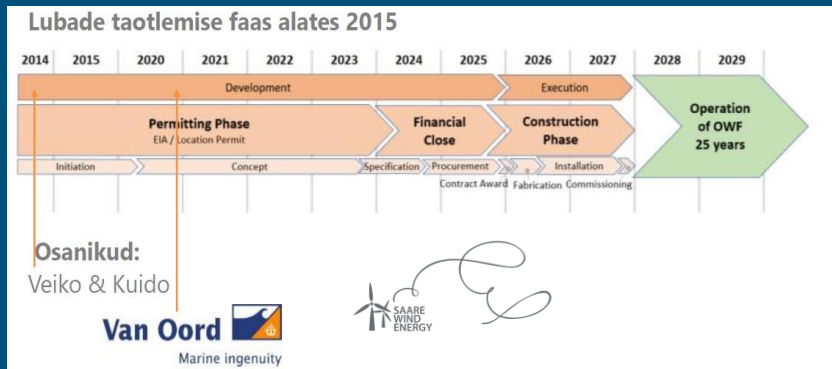 Lubade taotlemise faas alates 2015
2014 2015 2020 2021 2022 2023 2024 2025 2026 2027 2028 2029
Development Execution
Permitting Phase
EIA / Location Permit
Financial
Close
Construction
Phase
Operation
of OWF
25 years
Initiation Concept Specification Procurement Installation
Contract Award Fabrication Commissioning
Osanikud:
Veiko & Kuido
Van Oord
Marine ingenuity
SAARE
WIND
ENERGY